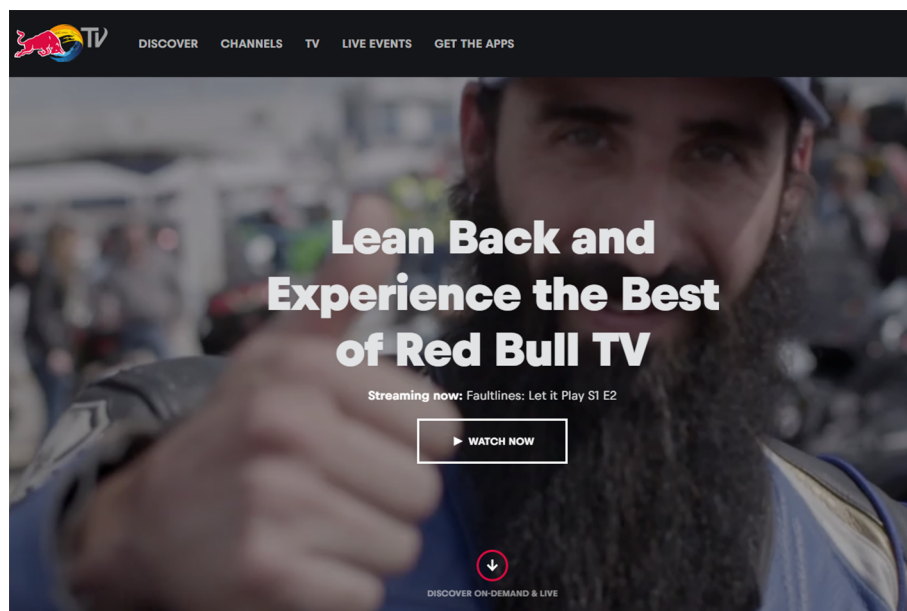 TV
DISCOVER CHANNELS TV LIVE EVENTS GET THE APPS
Lean Back and
Experience the Best
of Red Bull TV
Streaming now: Faultlines: Let it Play S1 E2
WATCH NOW
DISCOVER ON-DEMAND & LIVE